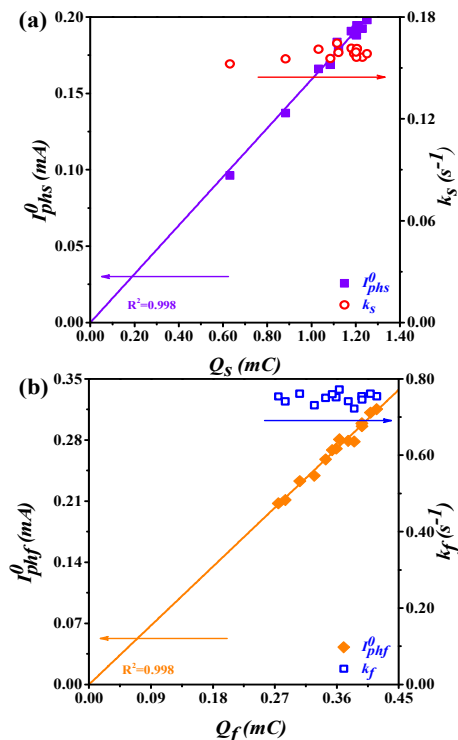 (a)
0.20
0.15
0.10
0.05
0.00
I⁰phs (mA)
0.18
0.12
0.06
0.00
ks (s⁻¹)
R²=0.998
I⁰phs
ks
0.00 0.20 0.40 0.60 0.80 1.00 1.20 1.40
Qs (mC)
(b)
0.35
0.28
0.21
0.14
0.07
0.00
I⁰phf (mA)
0.80
0.60
0.40
0.20
0.00
kf (s⁻¹)
R²=0.998
I⁰phf
kf
0.00 0.09 0.18 0.27 0.36 0.45
Qf (mC)